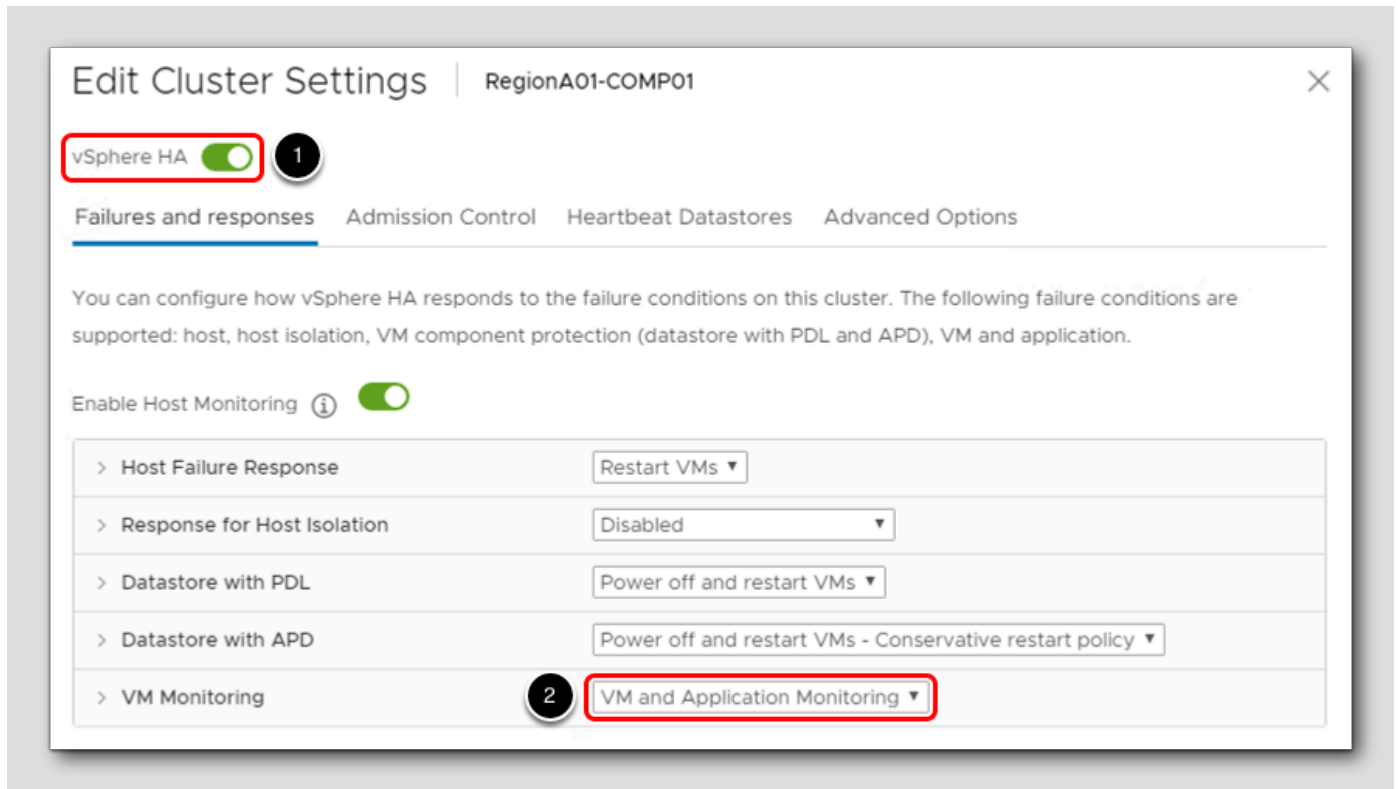 Edit Cluster Settings RegionA01-COMP01
vSphere HA 1
Failures and responses Admission Control Heartbeat Datastores Advanced Options
You can configure how vSphere HA responds to the failure conditions on this cluster. The following failure conditions are
supported: host, host isolation, VM component protection (datastore with PDL and APD), VM and application.
Enable Host Monitoring
Host Failure Response Restart VMs
Response for Host Isolation Disabled
Datastore with PDL Power off and restart VMs
Datastore with APD Power off and restart VMs - Conservative restart policy
VM Monitoring 2 VM and Application Monitoring